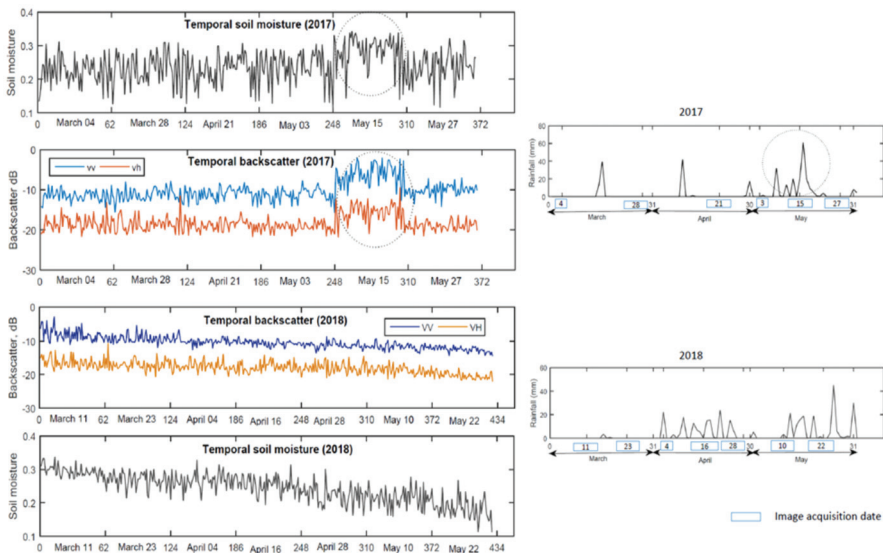 Temporal soil moisture (2017)
Soil moisture
0.4
0.3
0.2
0.1
0 March 04 62 March 28 124 April 21 186 May 03 248 May 15 310 May 27 372
Temporal backscatter (2017)
vv vh
Backscatter dB
0
-10
-20
-30
0 March 04 62 March 28 124 April 21 186 May 03 248 May 15 310 May 27 372
Temporal backscatter (2018)
VV VH
Backscatter, dB
0
-10
-20
-30
0 March 11 62 March 23 124 April 04 186 April 16 248 April 28 310 May 10 372 May 22 434
Temporal soil moisture (2018)
Soil moisture
0.4
0.3
0.2
0.1
0 March 11 62 March 23 124 April 04 186 April 16 248 April 28 310 May 10 372 May 22 434
2017
Rainfall (mm)
80
60
40
20
0
0 4 28 31 21 30 3 15 27 31
March April May
2018
Rainfall (mm)
60
40
20
0
0 11 23 31 4 16 28 30 10 22 31
March April May
Image acquisition date